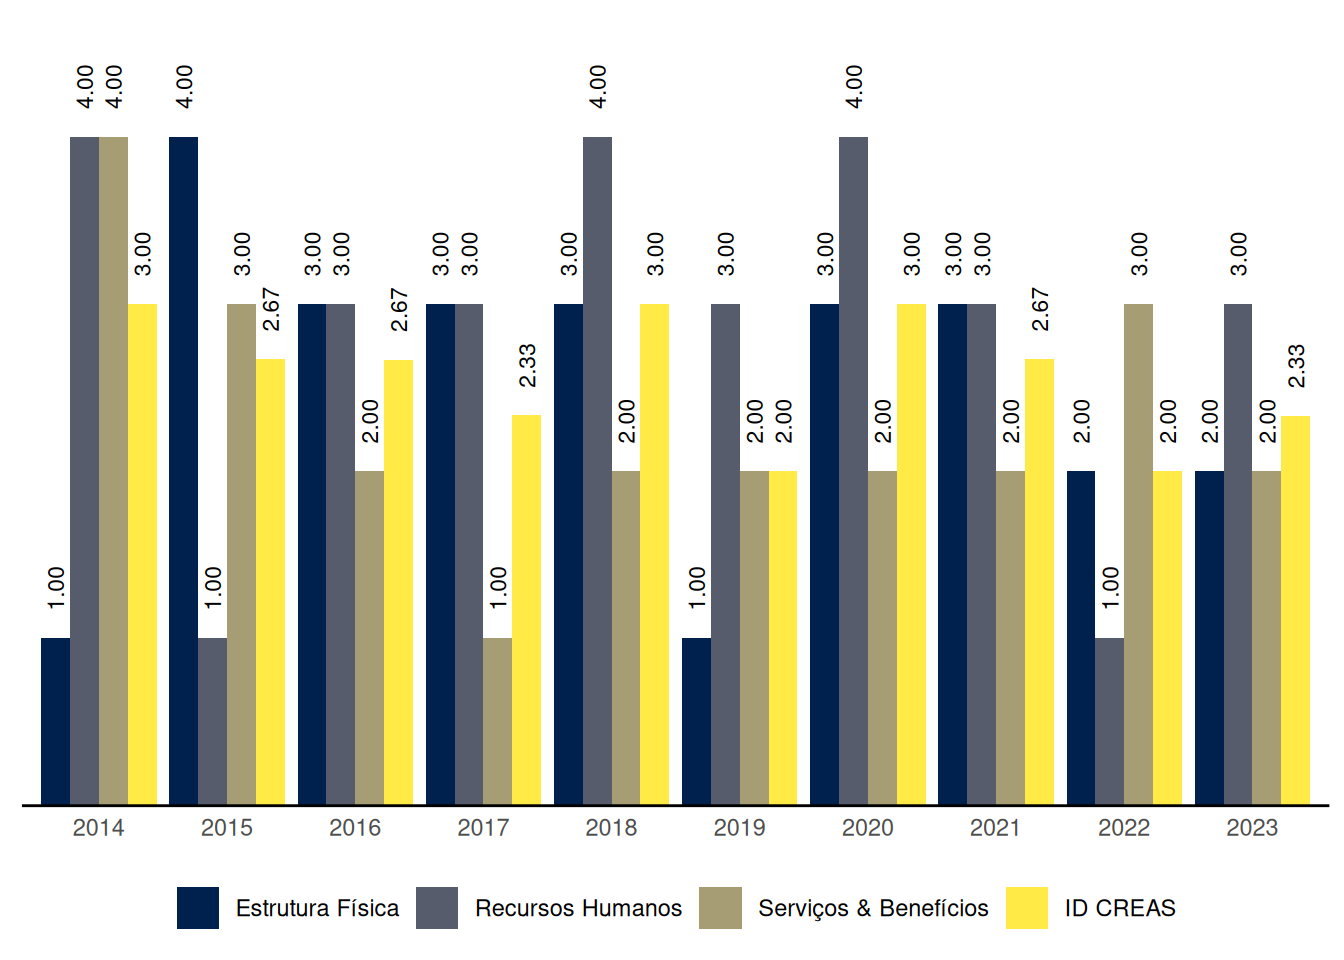 4.00 4.00 4.00 4.00 4.00
3.00 3.00 3.00 3.00 3.00 3.00 3.00 3.00 3.00 3.00 3.00 3.00 3.00 3.00 3.00
2.67 2.67 2.67
2.33 2.33
2.00 2.00 2.00 2.00 2.00 2.00 2.00 2.00 2.00 2.00
1.00 1.00 1.00 1.00 1.00
2014 2015 2016 2017 2018 2019 2020 2021 2022 2023
Estrutura Física Recursos Humanos Serviços & Benefícios ID CREAS